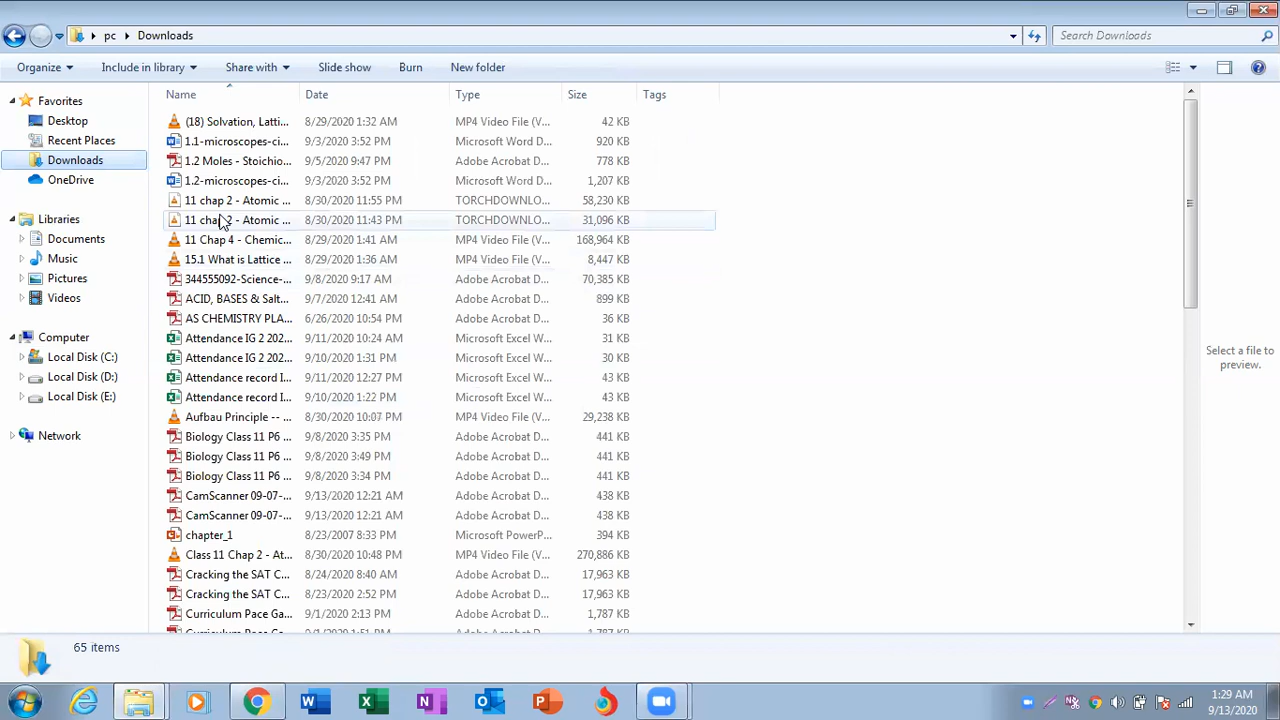 pc Downloads Search Downloads
Organize Include in library Share with Slide show Burn New folder
Favorites
Desktop
Recent Places
Downloads
OneDrive
Libraries
Documents
Music
Pictures
Videos
Computer
Local Disk (C:)
Local Disk (D:)
Local Disk (E:)
Network
Name Date Type Size Tags
(18) Solvation, Latti... 8/29/2020 1:32 AM MP4 Video File (V... 42 KB
1.1-microscopes-ci... 9/3/2020 3:52 PM Microsoft Word D... 920 KB
1.2 Moles - Stoichio... 9/5/2020 9:47 PM Adobe Acrobat D... 778 KB
1.2-microscopes-ci... 9/3/2020 3:52 PM Microsoft Word D... 1,207 KB
11 chap 2 - Atomic ... 8/30/2020 11:55 PM TORCHDOWNLO... 58,230 KB
11 chap 2 - Atomic ... 8/30/2020 11:43 PM TORCHDOWNLO... 31,096 KB
11 Chap 4 - Chemic... 8/29/2020 1:41 AM MP4 Video File (V... 168,964 KB
15.1 What is Lattice ... 8/29/2020 1:36 AM MP4 Video File (V... 8,447 KB
344555092-Science-... 9/8/2020 9:17 AM Adobe Acrobat D... 70,385 KB
ACID, BASES & Salt... 9/7/2020 12:41 AM Adobe Acrobat D... 899 KB
AS CHEMISTRY PLA... 6/26/2020 10:54 PM Adobe Acrobat D... 36 KB
Attendance IG 2 202... 9/11/2020 10:24 AM Microsoft Excel W... 31 KB
Attendance IG 2 202... 9/10/2020 1:31 PM Microsoft Excel W... 30 KB
Attendance record I... 9/11/2020 12:27 PM Microsoft Excel W... 43 KB
Attendance record I... 9/10/2020 1:22 PM Microsoft Excel W... 43 KB
Aufbau Principle -- ... 8/30/2020 10:07 PM MP4 Video File (V... 29,238 KB
Biology Class 11 P6 ... 9/8/2020 3:35 PM Adobe Acrobat D... 441 KB
Biology Class 11 P6 ... 9/8/2020 3:49 PM Adobe Acrobat D... 441 KB
Biology Class 11 P6 ... 9/8/2020 3:34 PM Adobe Acrobat D... 441 KB
CamScanner 09-07-... 9/13/2020 12:21 AM Adobe Acrobat D... 438 KB
CamScanner 09-07-... 9/13/2020 12:21 AM Adobe Acrobat D... 438 KB
chapter_1 8/23/2007 8:33 PM Microsoft PowerP... 394 KB
Class 11 Chap 2 - At... 8/30/2020 10:48 PM MP4 Video File (V... 270,886 KB
Cracking the SAT C... 8/24/2020 8:40 AM Adobe Acrobat D... 17,963 KB
Cracking the SAT C... 8/23/2020 2:52 PM Adobe Acrobat D... 17,963 KB
Curriculum Pace Ga... 9/1/2020 2:13 PM Adobe Acrobat D... 1,787 KB
Curriculum Pace Ga... 9/1/2020 1:51 PM Adobe Acrobat D... 1,787 KB
Select a file to
preview.
65 items
1:29 AM
9/13/2020